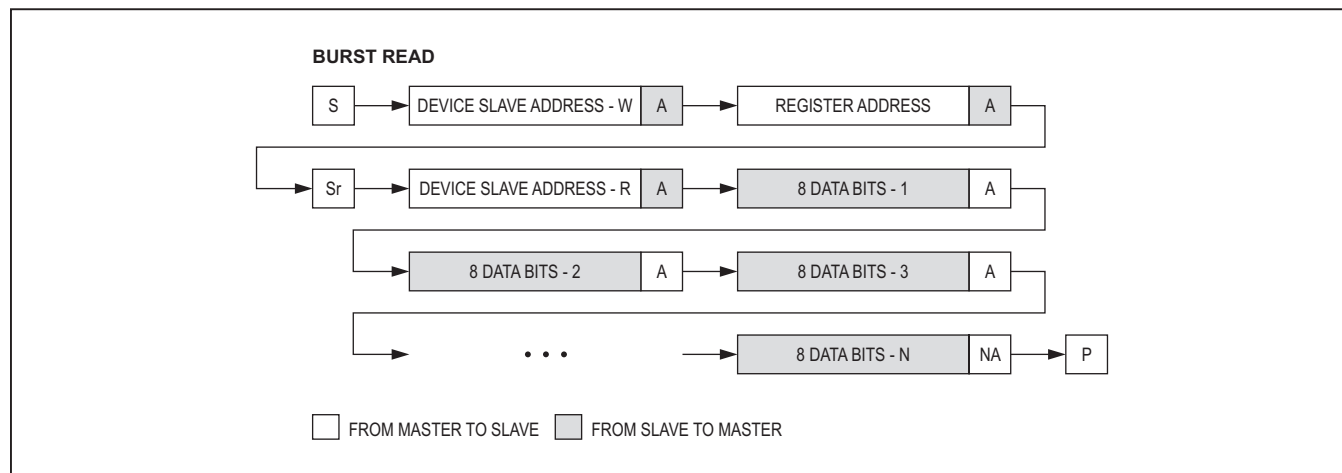 BURST READ
S DEVICE SLAVE ADDRESS - W A REGISTER ADDRESS A
Sr DEVICE SLAVE ADDRESS - R A 8 DATA BITS - 1 A
8 DATA BITS - 2 A 8 DATA BITS - 3 A
• • • 8 DATA BITS - N NA P
FROM MASTER TO SLAVE FROM SLAVE TO MASTER